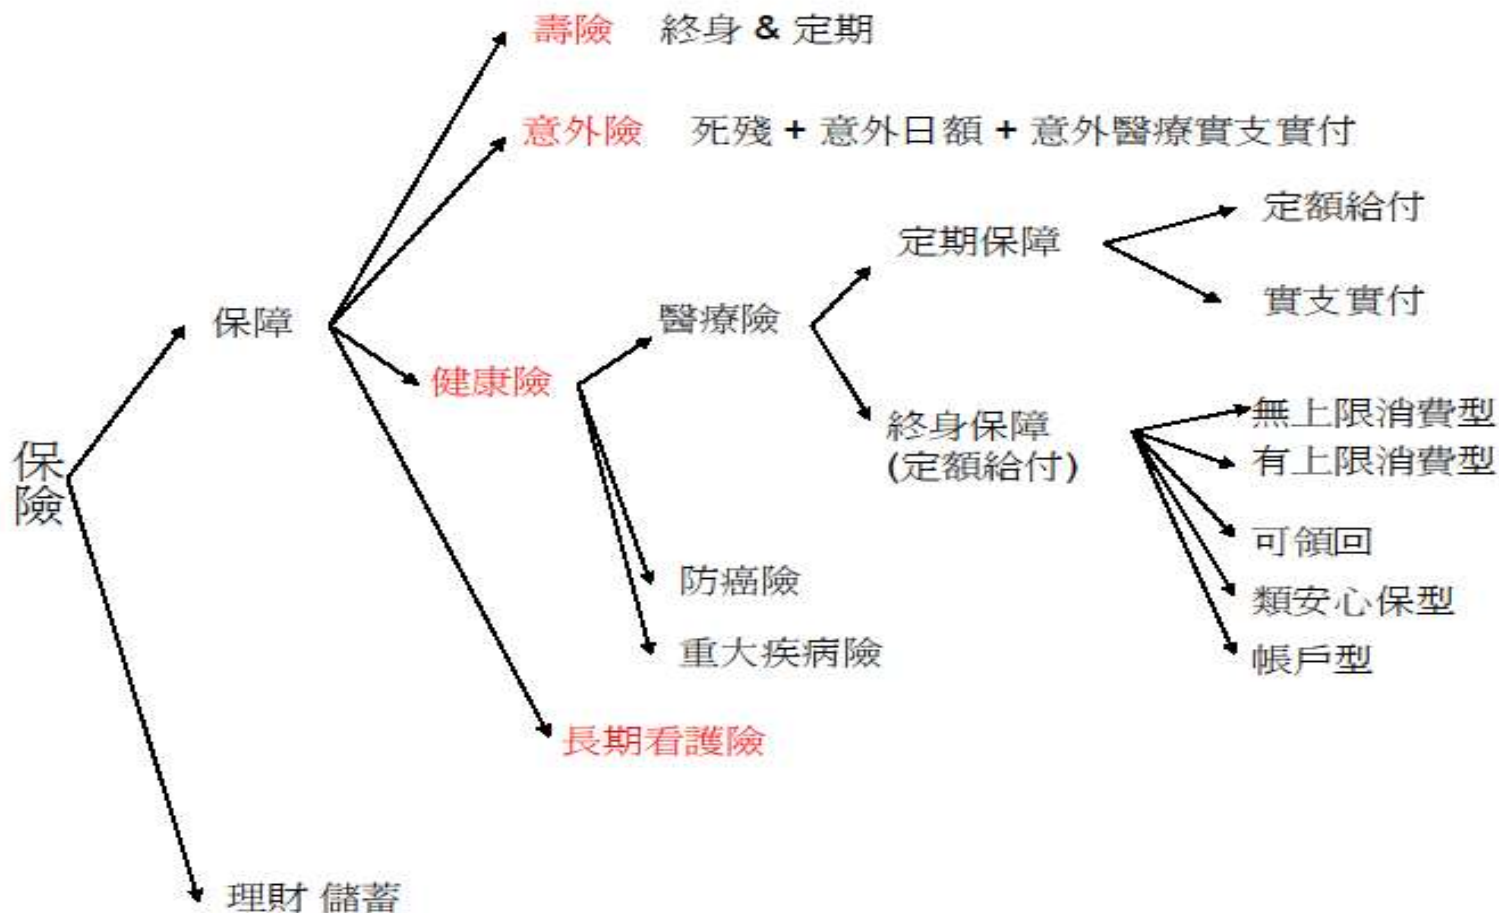 壽險 終身 & 定期
意外險 死殘 + 意外日額 + 意外醫療實支實付
定額給付
定期保障
實支實付
保障
醫療險
健康險
無上限消費型
終身保障
(定額給付)
有上限消費型
保
險
可領回
防癌險
類安心保型
重大疾病險
帳戶型
長期看護險
理財 儲蓄